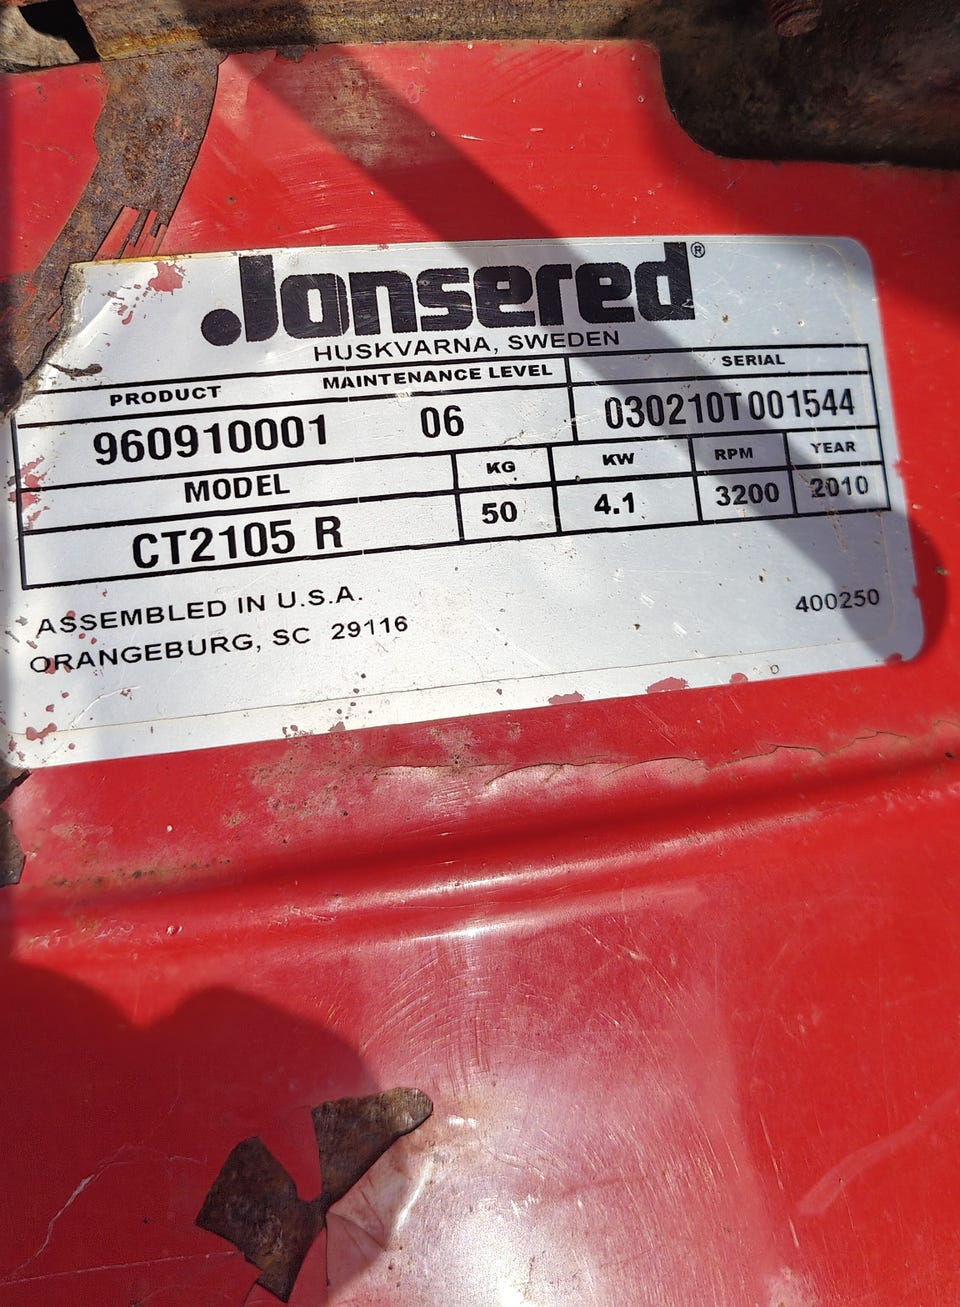 Jonsered®
HUSKVARNA, SWEDEN
PRODUCT MAINTENANCE LEVEL SERIAL
960910001 06 030210T001544
MODEL KG KW RPM YEAR
CT2105 R 50 4.1 3200 2010
ASSEMBLED IN U.S.A.
ORANGEBURG, SC 29116
400250